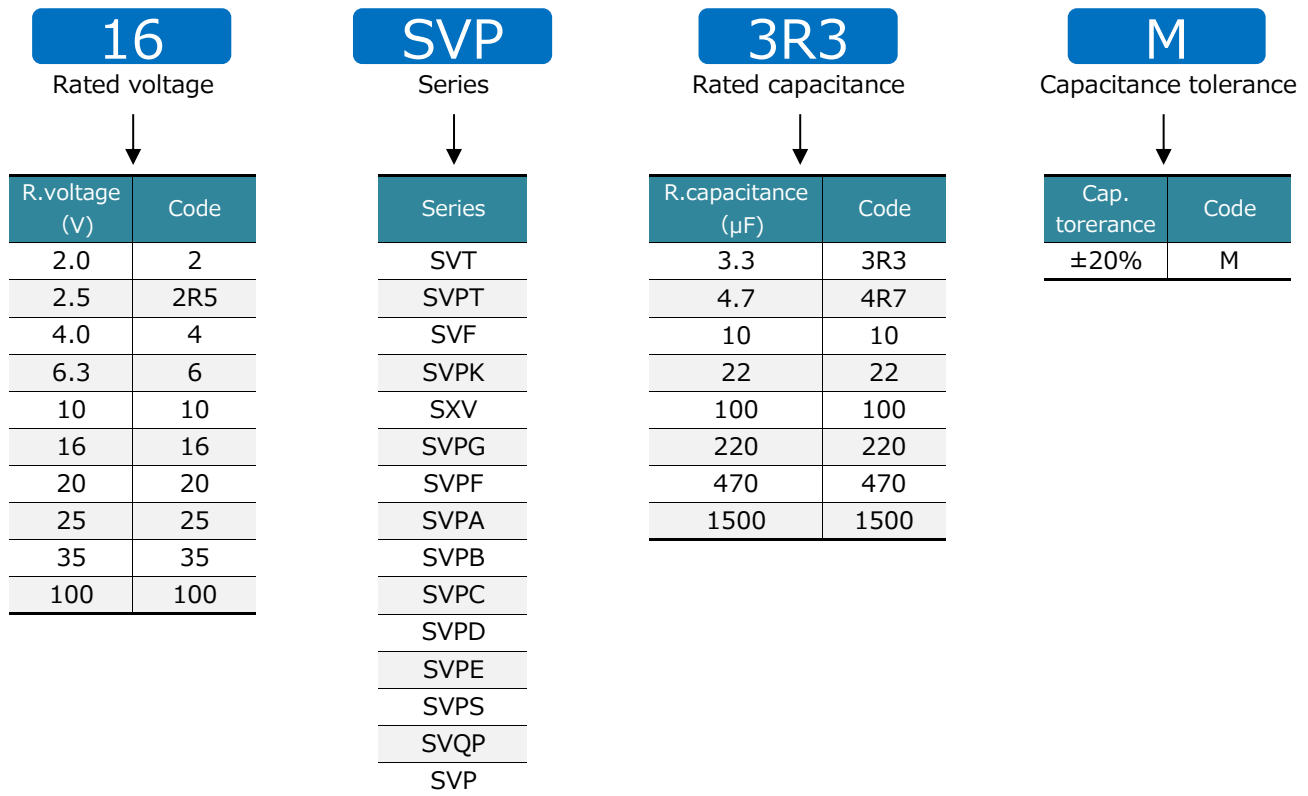 16 SVP 3R3 M
Rated voltage Series Rated capacitance Capacitance tolerance
R.voltage
(V) Code
2.0 2
2.5 2R5
4.0 4
6.3 6
10 10
16 16
20 20
25 25
35 35
100 100
Series
SVT
SVPT
SVF
SVPK
SXV
SVPG
SVPF
SVPA
SVPB
SVPC
SVPD
SVPE
SVPS
SVQP
SVP
R.capacitance
(μF) Code
3.3 3R3
4.7 4R7
10 10
22 22
100 100
220 220
470 470
1500 1500
Cap.
torerance Code
±20% M